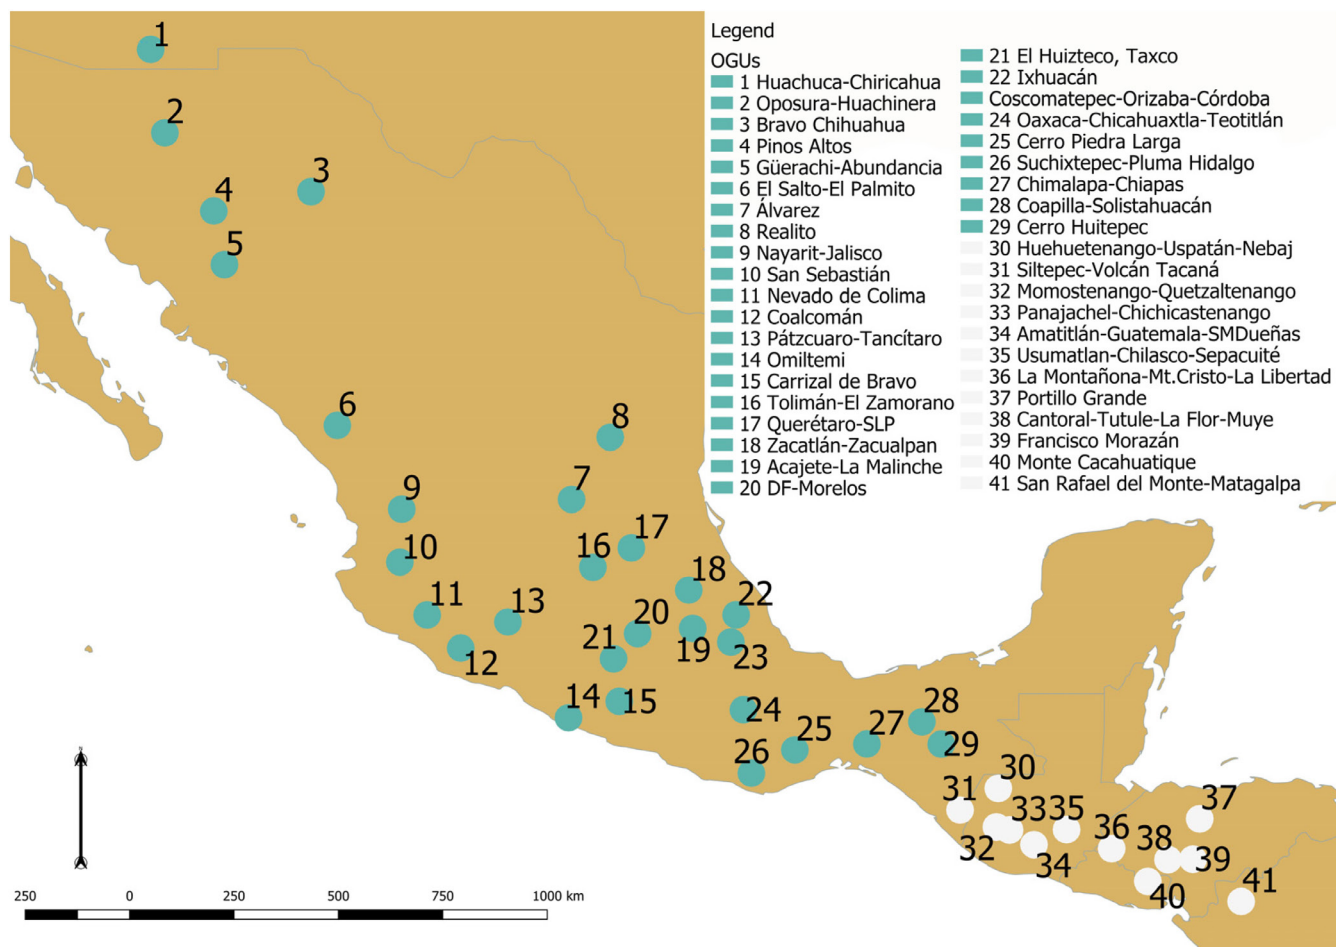 Legend
OGUs
1 Huachuca-Chiricahua
2 Oposura-Huachinera
3 Bravo Chihuahua
4 Pinos Altos
5 Güerachi-Abundancia
6 El Salto-El Palmito
7 Álvarez
8 Realito
9 Nayarit-Jalisco
10 San Sebastián
11 Nevado de Colima
12 Coalcomán
13 Pátzcuaro-Tancítaro
14 Omiltemi
15 Carrizal de Bravo
16 Tolimán-El Zamorano
17 Querétaro-SLP
18 Zacatlán-Zacualpan
19 Acajete-La Malinche
20 DF-Morelos
21 El Huizteco, Taxco
22 Ixhuacán
Coscomatepec-Orizaba-Córdoba
24 Oaxaca-Chicahuaxtla-Teotitlán
25 Cerro Piedra Larga
26 Suchixtepec-Pluma Hidalgo
27 Chimalapa-Chiapas
28 Coapilla-Solistahuacán
29 Cerro Huitepec
30 Huehuetenango-Uspatán-Nebaj
31 Siltepec-Volcán Tacaná
32 Momostenango-Quetzaltenango
33 Panajachel-Chichicastenango
34 Amatitlán-Guatemala-SMDueñas
35 Usumatlan-Chilasco-Sepacuité
36 La Montañona-Mt.Cristo-La Libertad
37 Portillo Grande
38 Cantoral-Tutule-La Flor-Muye
39 Francisco Morazán
40 Monte Cacahuatique
41 San Rafael del Monte-Matagalpa
1
2
3
4
5
6
7
8
9
10
11
12
13
14
15
16
17
18
19
20
21
22
23
24
25
26
27
28
29
30
31
32
33
34
35
36
37
38
39
40
41
250 0 250 500 750 1000 km